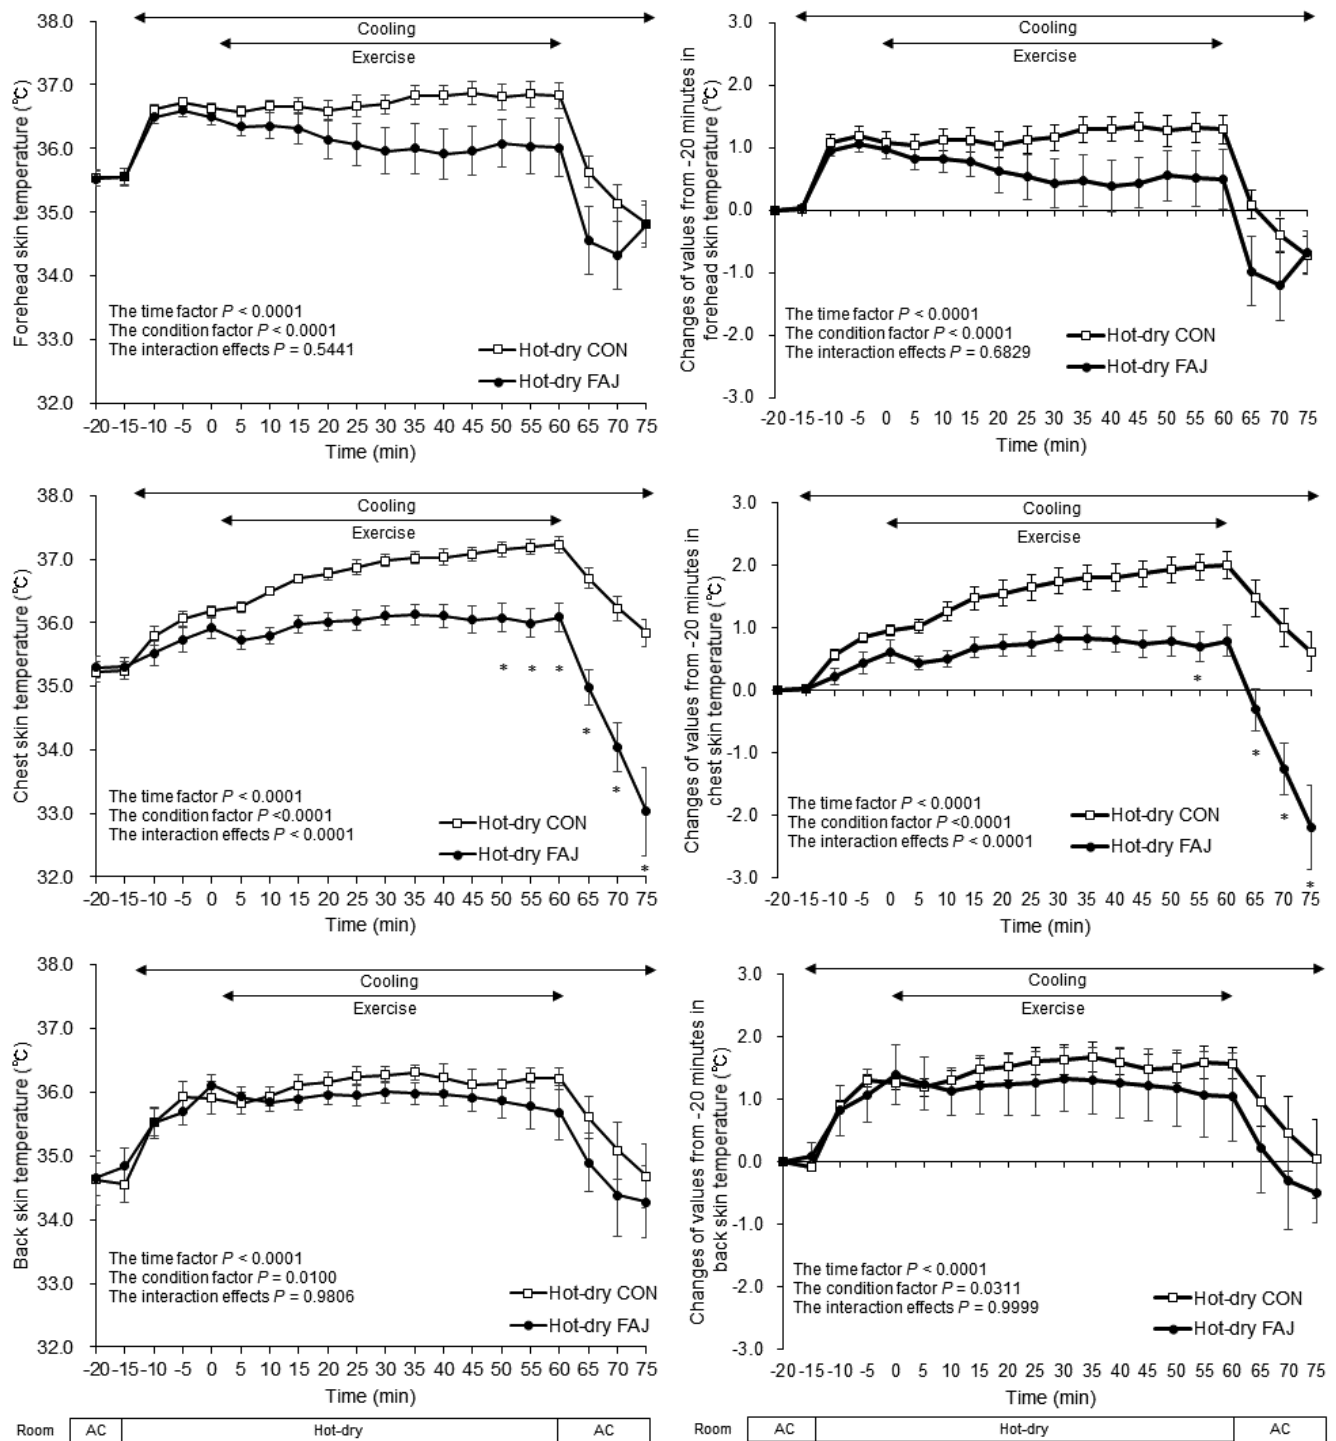 38.0
37.0
36.0
35.0
34.0
33.0
32.0
Forehead skin temperature (℃)
Cooling
Exercise
The time factor P < 0.0001
The condition factor P < 0.0001
The interaction effects P = 0.5441
Hot-dry CON
Hot-dry FAJ
-20 -15 -10 -5 0 5 10 15 20 25 30 35 40 45 50 55 60 65 70 75
Time (min)
3.0
2.0
1.0
0.0
-1.0
-2.0
-3.0
Changes of values from -20 minutes in
forehead skin temperature (℃)
Cooling
Exercise
The time factor P < 0.0001
The condition factor P < 0.0001
The interaction effects P = 0.6829
Hot-dry CON
Hot-dry FAJ
-20 -15 -10 -5 0 5 10 15 20 25 30 35 40 45 50 55 60 65 70 75
Time (min)
38.0
37.0
36.0
35.0
34.0
33.0
32.0
Chest skin temperature (℃)
Cooling
Exercise
* * *
*
*
*
The time factor P < 0.0001
The condition factor P <0.0001
The interaction effects P < 0.0001
Hot-dry CON
Hot-dry FAJ
-20 -15 -10 -5 0 5 10 15 20 25 30 35 40 45 50 55 60 65 70 75
Time (min)
3.0
2.0
1.0
0.0
-1.0
-2.0
-3.0
Changes of values from -20 minutes in
chest skin temperature (℃)
Cooling
Exercise
*
*
*
*
The time factor P < 0.0001
The condition factor P <0.0001
The interaction effects P < 0.0001
Hot-dry CON
Hot-dry FAJ
-20 -15 -10 -5 0 5 10 15 20 25 30 35 40 45 50 55 60 65 70 75
Time (min)
38.0
37.0
36.0
35.0
34.0
33.0
32.0
Back skin temperature (℃)
Cooling
Exercise
The time factor P < 0.0001
The condition factor P = 0.0100
The interaction effects P = 0.9806
Hot-dry CON
Hot-dry FAJ
-20 -15 -10 -5 0 5 10 15 20 25 30 35 40 45 50 55 60 65 70 75
Time (min)
Room AC Hot-dry AC
3.0
2.0
1.0
0.0
-1.0
-2.0
-3.0
Changes of values from -20 minutes in
back skin temperature (℃)
Cooling
Exercise
The time factor P < 0.0001
The condition factor P = 0.0311
The interaction effects P = 0.9999
Hot-dry CON
Hot-dry FAJ
-20 -15 -10 -5 0 5 10 15 20 25 30 35 40 45 50 55 60 65 70 75
Time (min)
Room AC Hot-dry AC